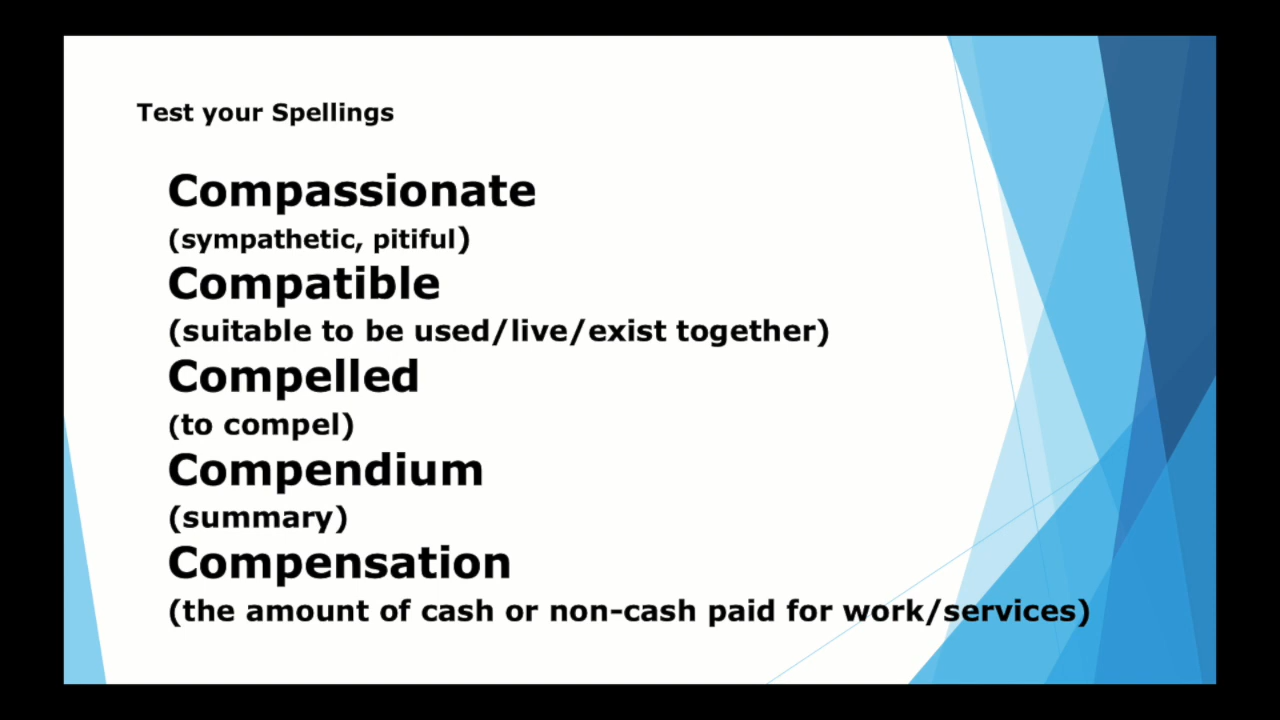 Test your Spellings
Compassionate
(sympathetic, pitiful)
Compatible
(suitable to be used/live/exist together)
Compelled
(to compel)
Compendium
(summary)
Compensation
(the amount of cash or non-cash paid for work/services)